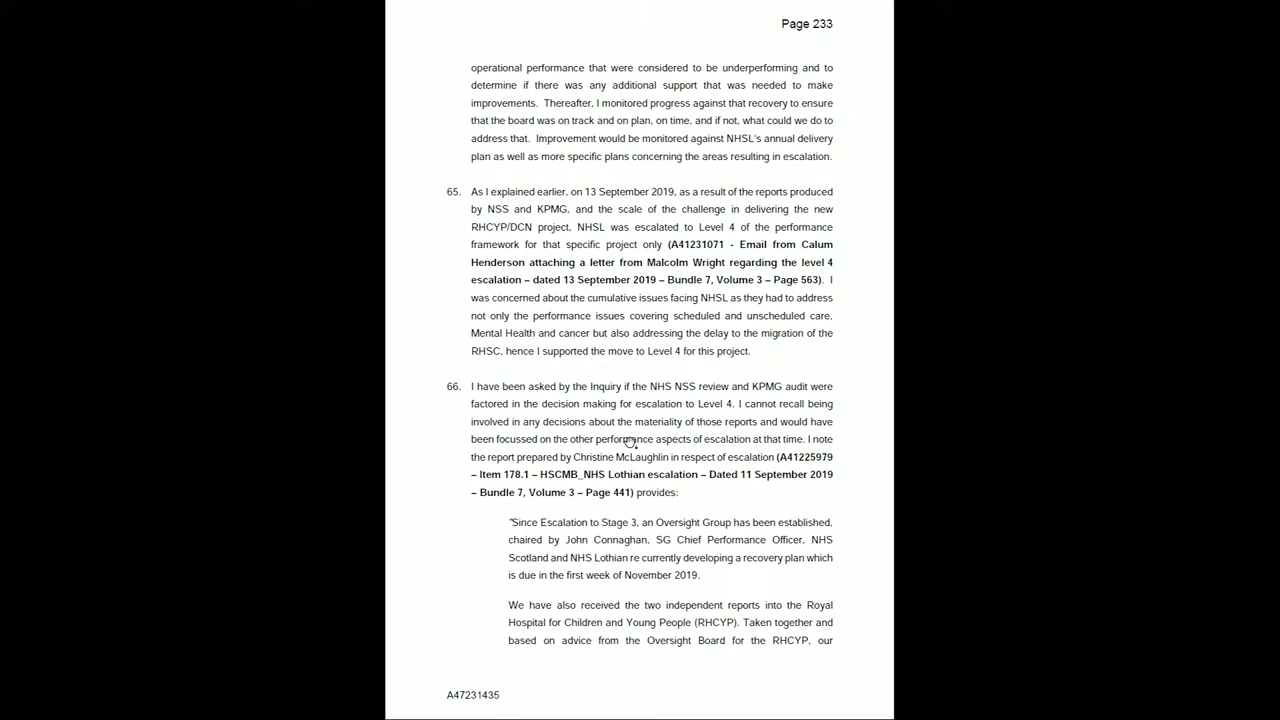 Page 233
operational performance that were considered to be underperforming and to
determine if there was any additional support that was needed to make
improvements. Thereafter, I monitored progress against that recovery to ensure
that the board was on track and on plan, on time, and if not, what could we do to
address that. Improvement would be monitored against NHSL's annual delivery
plan as well as more specific plans concerning the areas resulting in escalation.
65. As I explained earlier, on 13 September 2019, as a result of the reports produced
by NSS and KPMG, and the scale of the challenge in delivering the new
RHCYP/DCN project, NHSL was escalated to Level 4 of the performance
framework for that specific project only (A41231071 - Email from Calum
Henderson attaching a letter from Malcolm Wright regarding the level 4
escalation – dated 13 September 2019 – Bundle 7, Volume 3 – Page 563). I
was concerned about the cumulative issues facing NHSL as they had to address
not only the performance issues covering scheduled and unscheduled care,
Mental Health and cancer but also addressing the delay to the migration of the
RHSC, hence I supported the move to Level 4 for this project.
66. I have been asked by the Inquiry if the NHS NSS review and KPMG audit were
factored in the decision making for escalation to Level 4. I cannot recall being
involved in any decisions about the materiality of those reports and would have
been focussed on the other performance aspects of escalation at that time. I note
the report prepared by Christine McLaughlin in respect of escalation (A41225979
– Item 178.1 – HSCMB_NHS Lothian escalation – Dated 11 September 2019
– Bundle 7, Volume 3 – Page 441) provides:
"Since Escalation to Stage 3, an Oversight Group has been established,
chaired by John Connaghan, SG Chief Performance Officer, NHS
Scotland and NHS Lothian re currently developing a recovery plan which
is due in the first week of November 2019.
We have also received the two independent reports into the Royal
Hospital for Children and Young People (RHCYP). Taken together and
based on advice from the Oversight Board for the RHCYP, our
A47231435